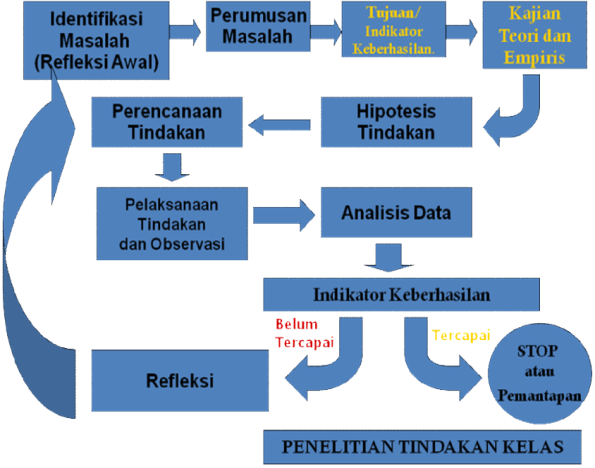 Identifikasi
Masalah
(Refleksi Awal)
Perumusan
Masalah
Tujuan/
Indikator
Keberhasilan.
Kajian
Teori dan
Empiris
Perencanaan
Tindakan
Hipotesis
Tindakan
Pelaksanaan
Tindakan
dan Observasi
Analisis Data
Indikator Keberhasilan
Belum
Tercapai
Tercapai
Refleksi
STOP
atau
Pemantapan
PENELITIAN TINDAKAN KELAS